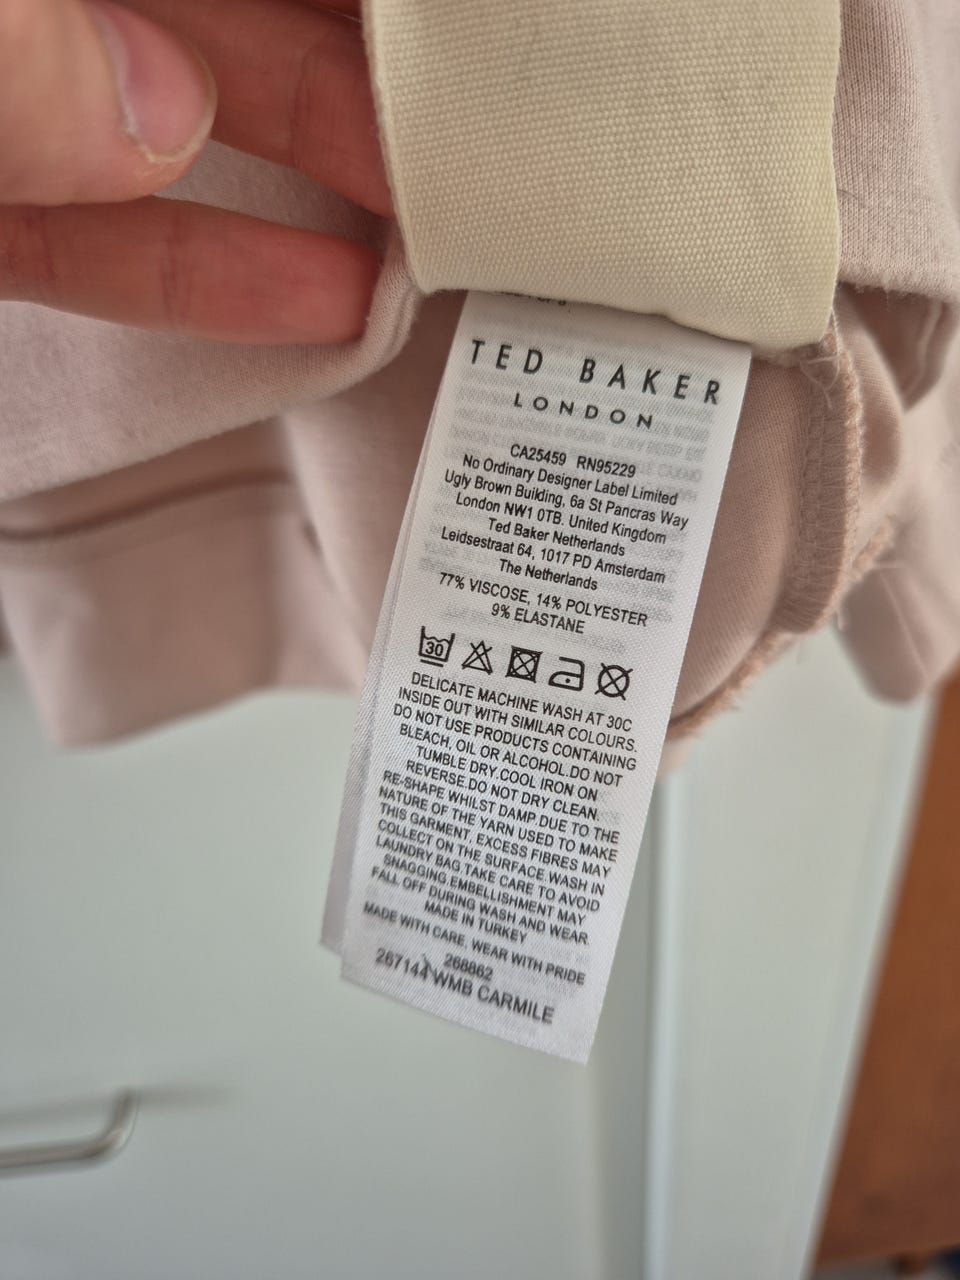 TED BAKER
LONDON
CA25459 RN95229
No Ordinary Designer Label Limited
Ugly Brown Building, 6a St Pancras Way
London NW1 0TB. United Kingdom
Ted Baker Netherlands
Leidsestraat 64, 1017 PD Amsterdam
The Netherlands
77% VISCOSE, 14% POLYESTER
9% ELASTANE
30
DELICATE MACHINE WASH AT 30C
INSIDE OUT WITH SIMILAR COLOURS.
DO NOT USE PRODUCTS CONTAINING
BLEACH, OIL OR ALCOHOL.DO NOT
TUMBLE DRY.COOL IRON ON
REVERSE.DO NOT DRY CLEAN.
RE-SHAPE WHILST DAMP.DUE TO THE
NATURE OF THE YARN USED TO MAKE
THIS GARMENT, EXCESS FIBRES MAY
COLLECT ON THE SURFACE.WASH IN
LAUNDRY BAG.TAKE CARE TO AVOID
SNAGGING.EMBELLISHMENT MAY
FALL OFF DURING WASH AND WEAR.
MADE IN TURKEY
MADE WITH CARE, WEAR WITH PRIDE
268862
267144 WMB CARMILE